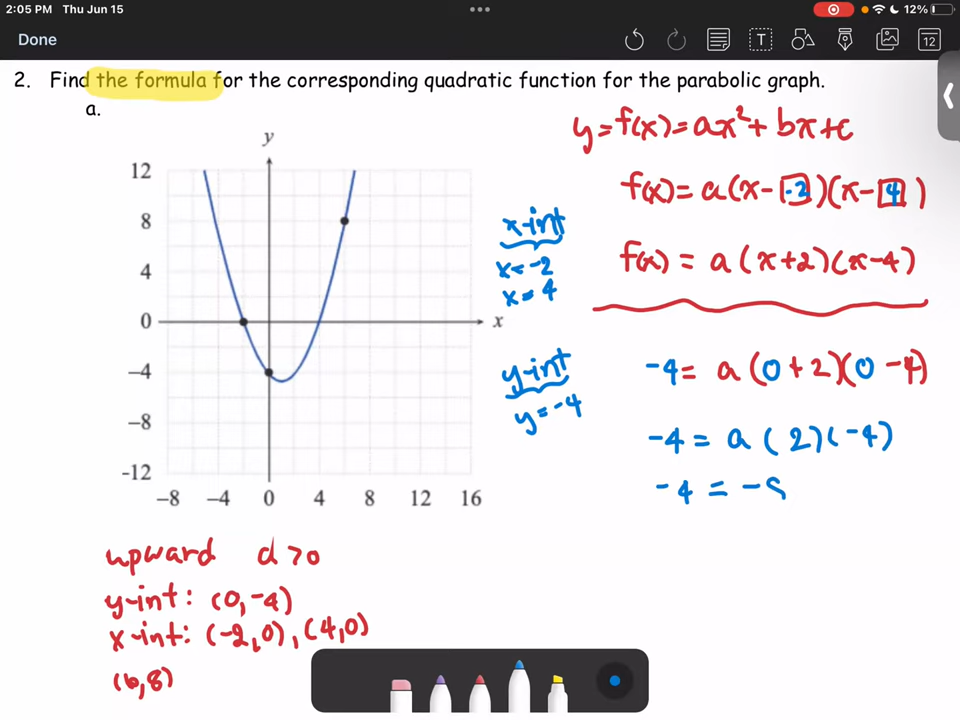 2:05 PM Thu Jun 15
12%
Done
T
12
2. Find the formula for the corresponding quadratic function for the parabolic graph.
a.
y
12
8
4
0
-4
-8
-12
-8 -4 0 4 8 12 16
x
y=f(x)=ax²+bx+c
f(x)=a(x-[-2])(x-[4])
f(x) = a(x+2)(x-4)
x-int
x=-2
x=4
y-int
y=-4
-4= a(0+2)(0-4)
-4 = a(2)(-4)
-4 = -
upward a>0
y-int: (0,-4)
x-int: (-2,0), (4,0)
(6,8)